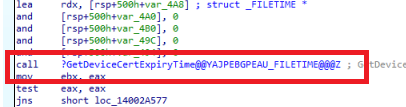 lea rdx, [rsp+500h+var_4A8] ; struct _FILETIME *
and [rsp+500h+var_4A0], 0
and [rsp+500h+var_480], 0
and [rsp+500h+var_49C], 0
and
call ?GetDeviceCertExpiryTime@@YAJPEBGPEAU_FILETIME@@@Z ; GetDevice
mov ebx, eax
test eax, eax
jns short loc_14002A577